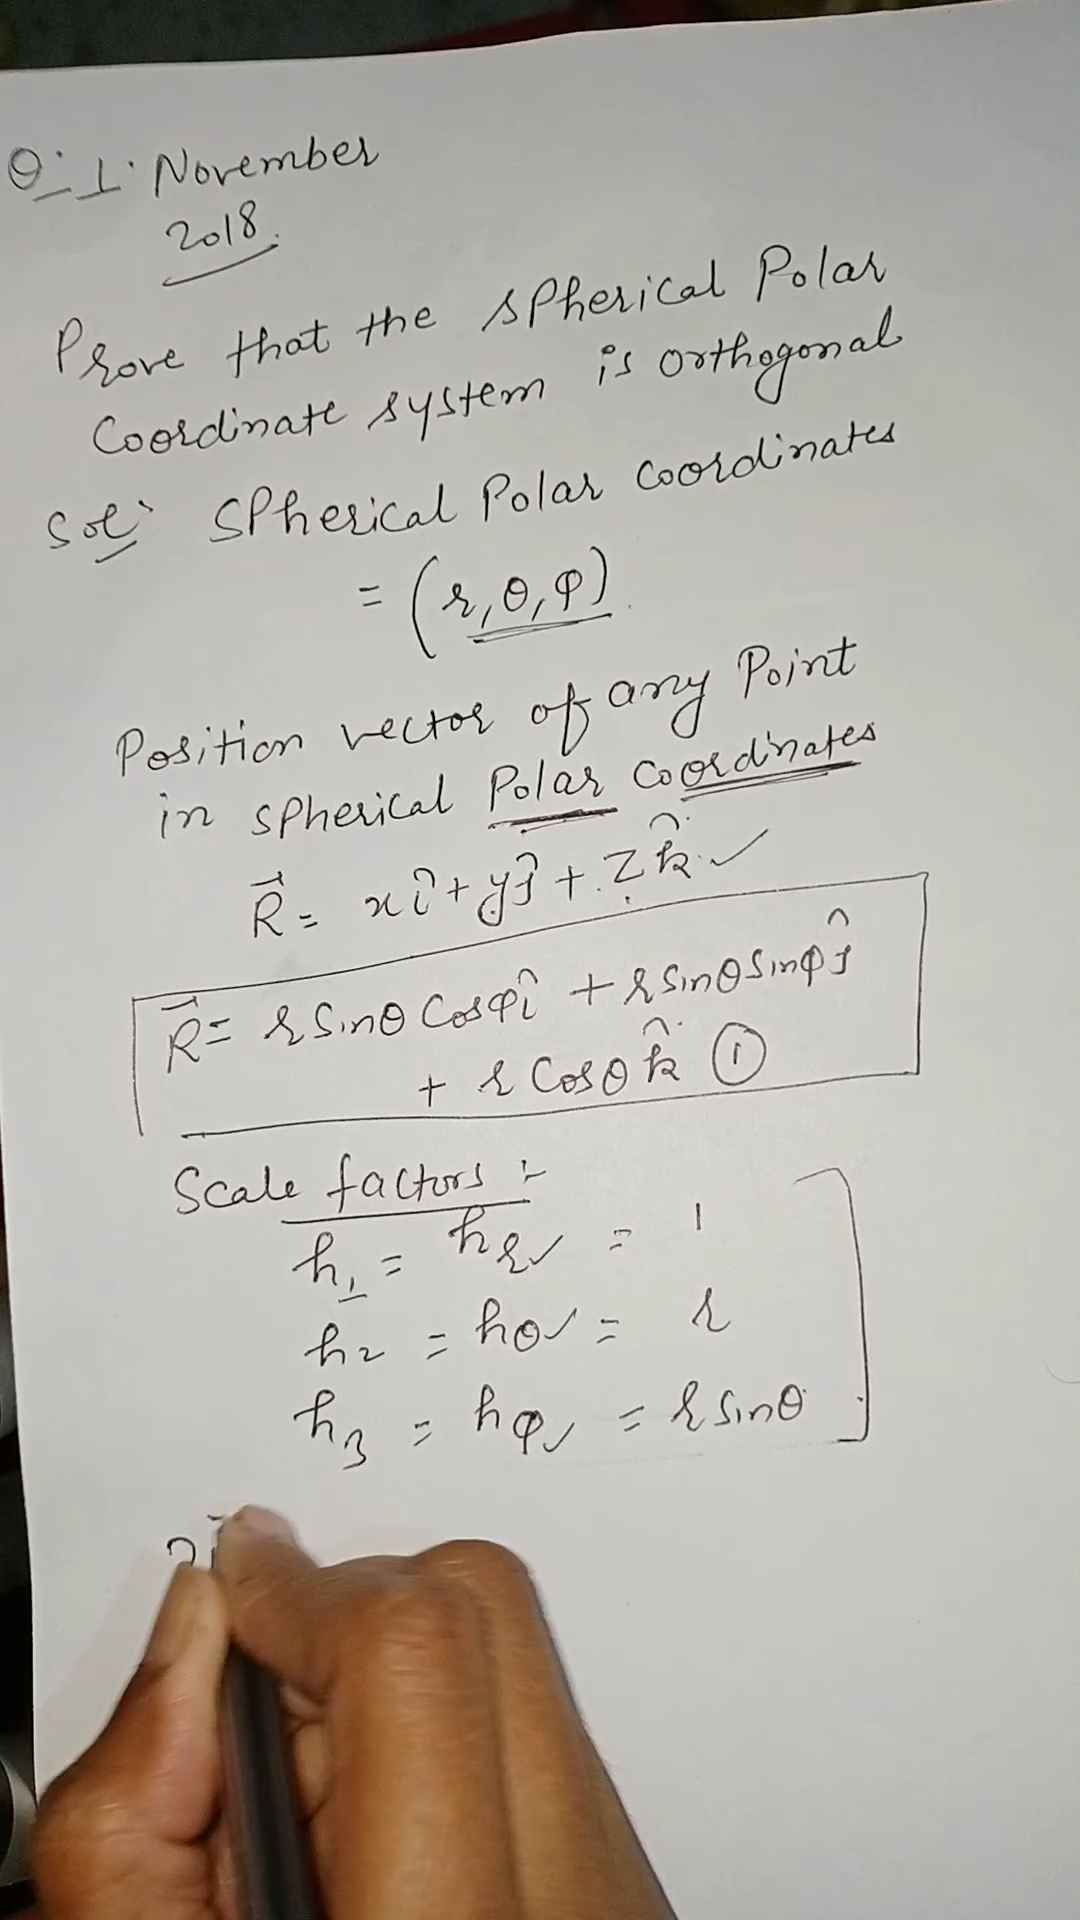 Q:1. November
2018.
Prove that the spherical Polar
Coordinate system is orthogonal
Sol: Spherical Polar coordinates
= (r, θ, φ)
Position vector of any Point
in spherical Polar coordinates
R⃗ = xî + yĵ + zk̂ ✓
R⃗ = r Sinθ Cosφ î + r Sinθ Sinφ ĵ
+ r Cosθ k̂ ①
Scale factors :-
h₁ = hr ✓ = 1
h₂ = hθ ✓ = r
h₃ = hφ ✓ = r Sinθ